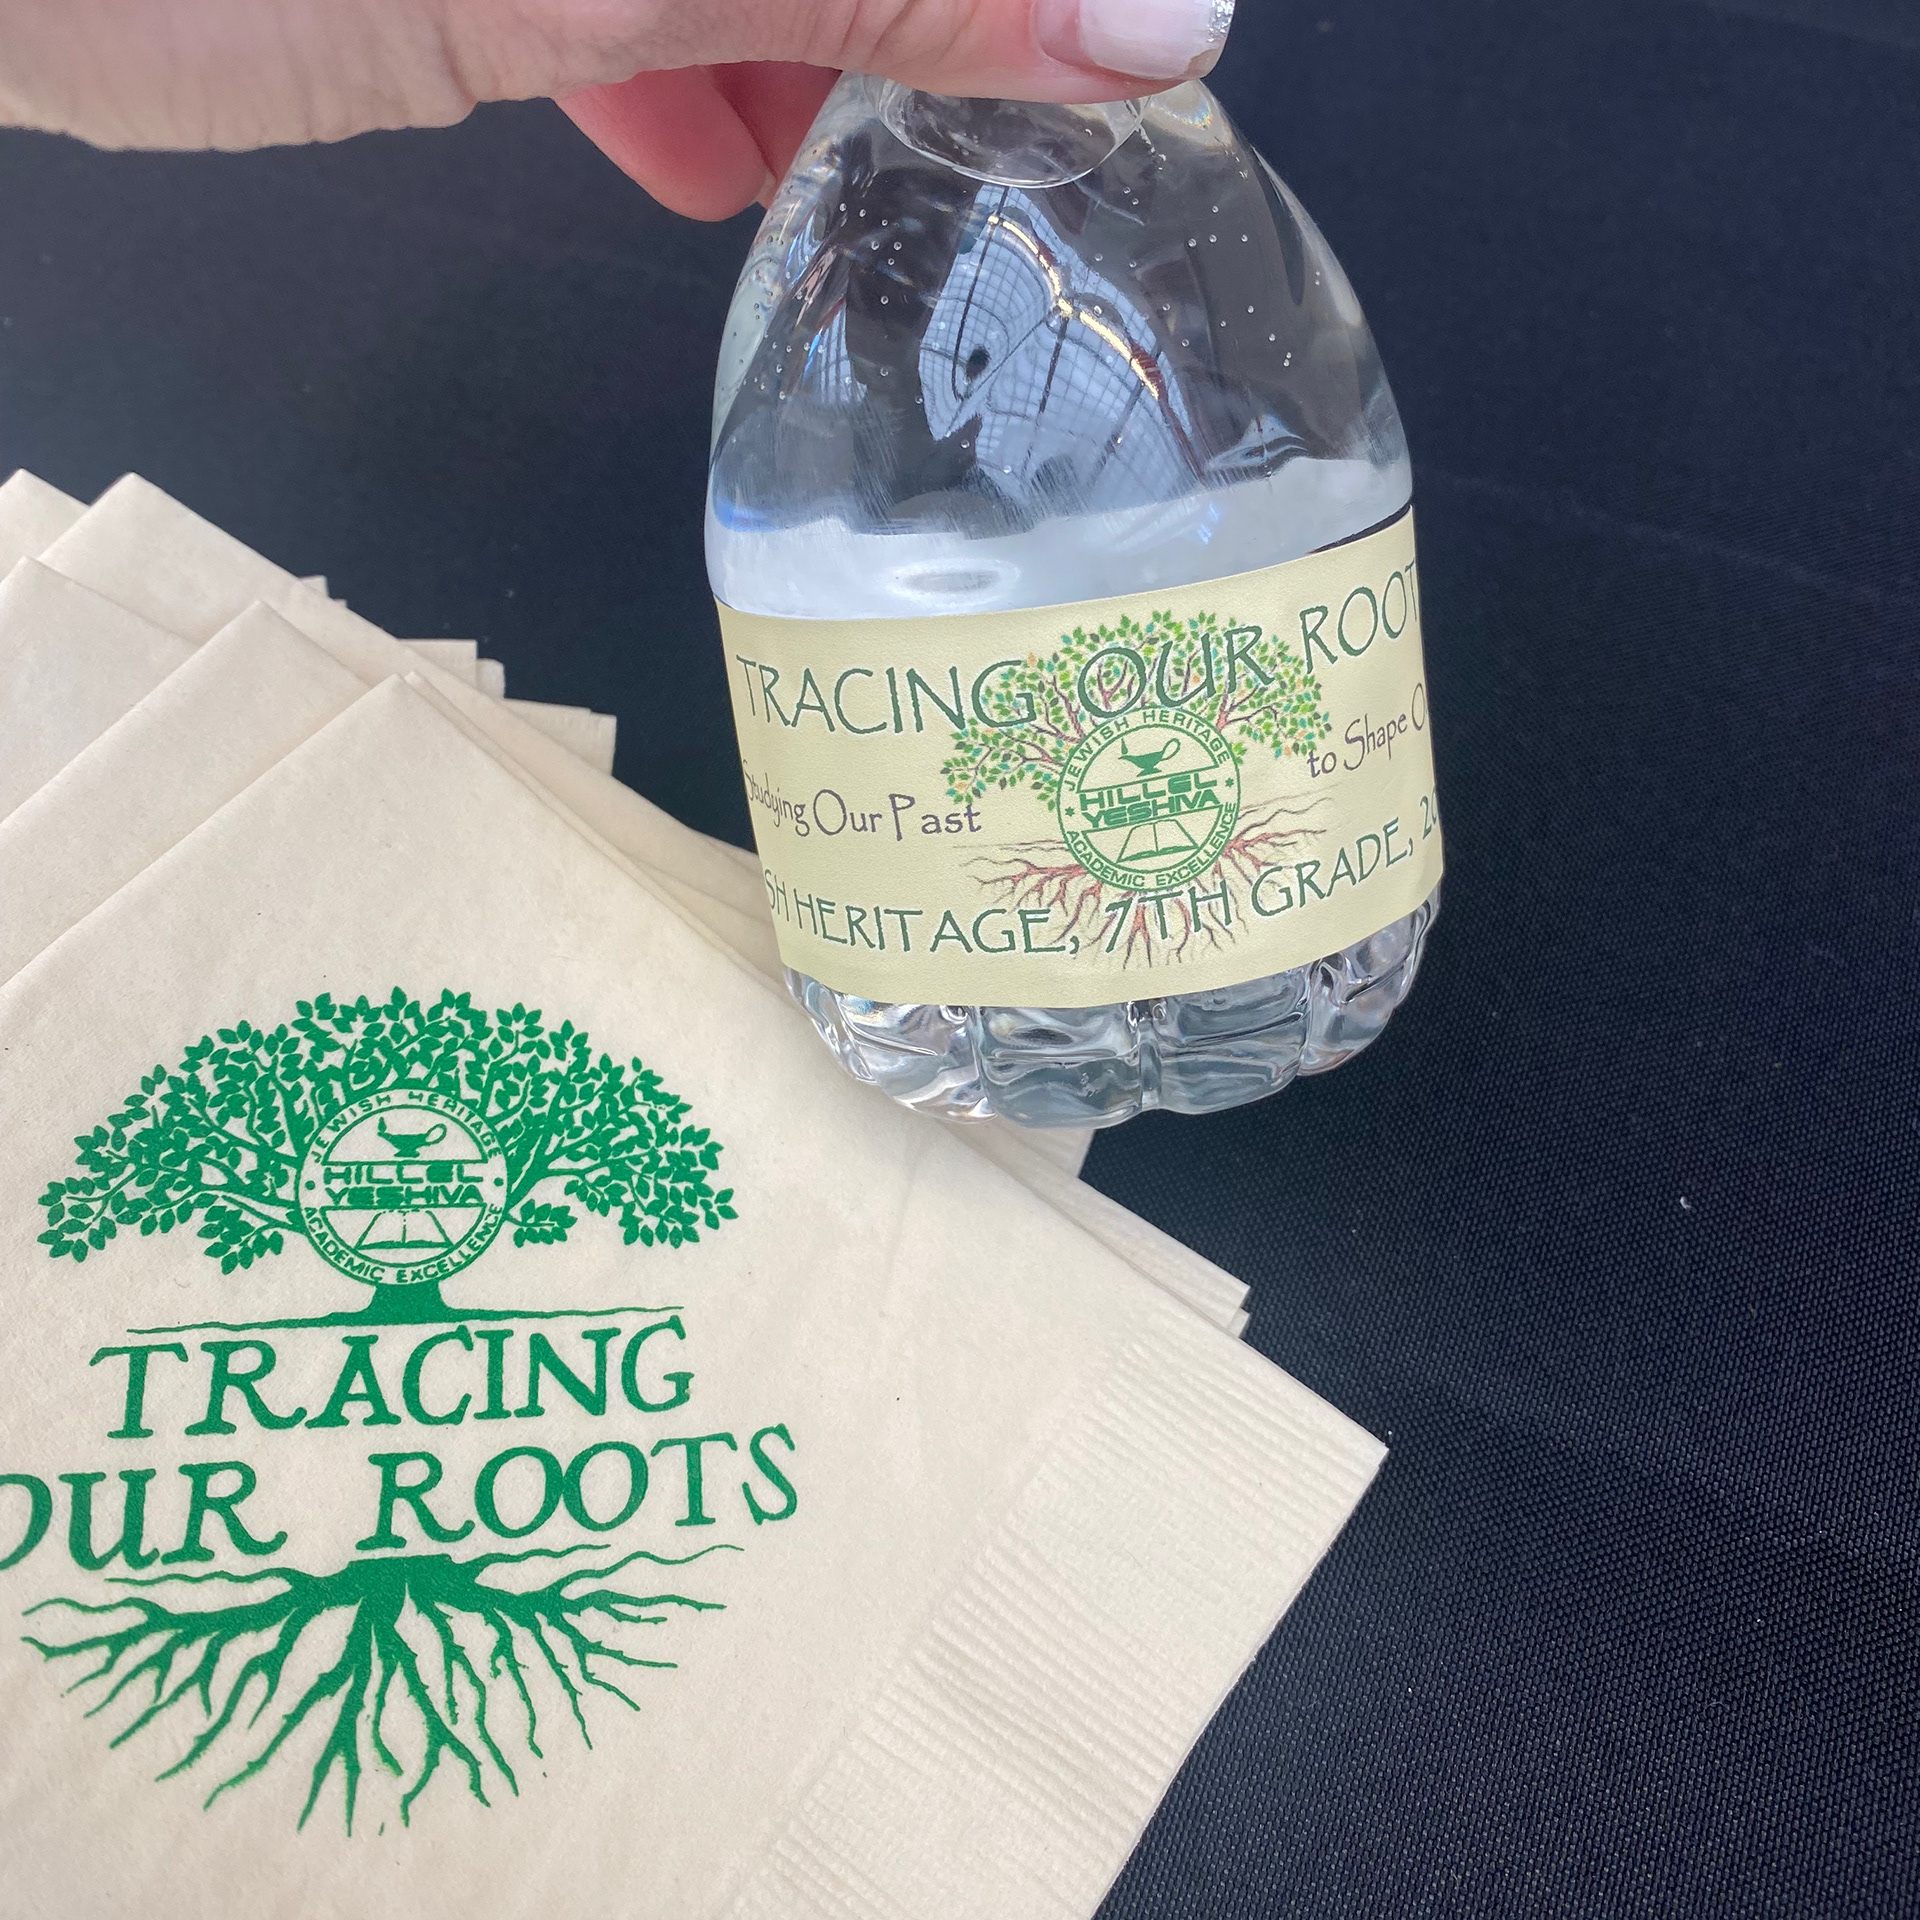 TRACING OUR ROOT
Studying Our Past
to Shape O
JEWISH HERITAGE
HILLEL
YESHIVA
ACADEMIC EXCELLENCE
SH HERITAGE, 7TH GRADE, 20
JEWISH HERITAGE
HILLEL
YESHIVA
ACADEMIC EXCELLENCE
TRACING
OUR ROOTS